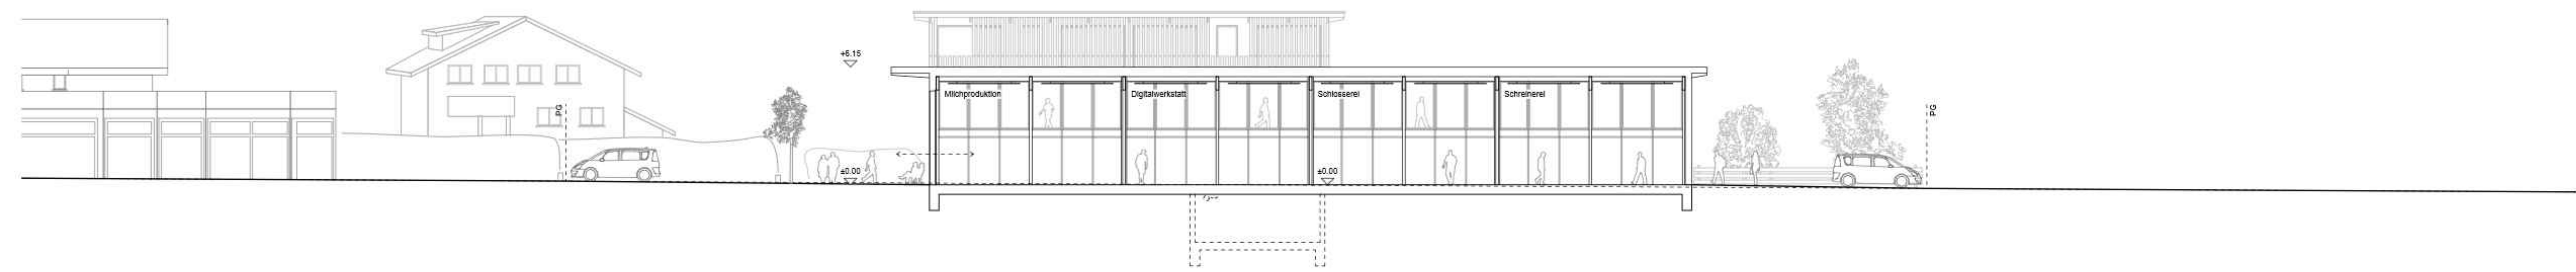 +6.15
Milchproduktion
Digitalwerkstatt
Schlosserei
Schreinerei
PG
PG
±0.00
±0.00